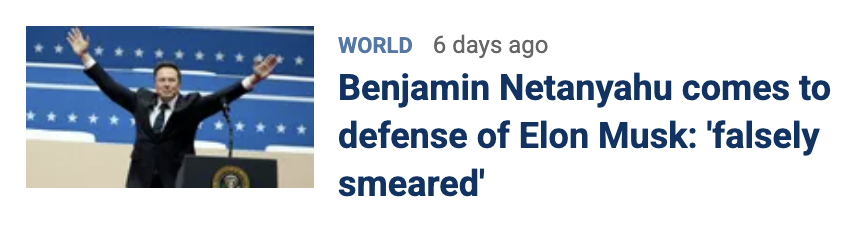 WORLD 6 days ago
Benjamin Netanyahu comes to
defense of Elon Musk: 'falsely
smeared'